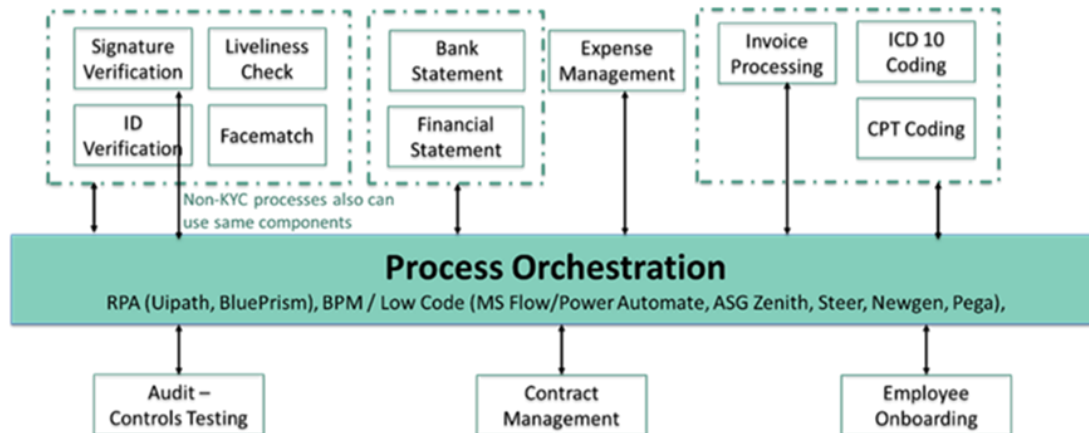 Signature
Verification
Liveliness
Check
ID
Verification
Facematch
Bank
Statement
Financial
Statement
Expense
Management
Invoice
Processing
ICD 10
Coding
CPT Coding
Non-KYC processes also can
use same components
Process Orchestration
RPA (Uipath, BluePrism), BPM / Low Code (MS Flow/Power Automate, ASG Zenith, Steer, Newgen, Pega),
Audit –
Controls Testing
Contract
Management
Employee
Onboarding